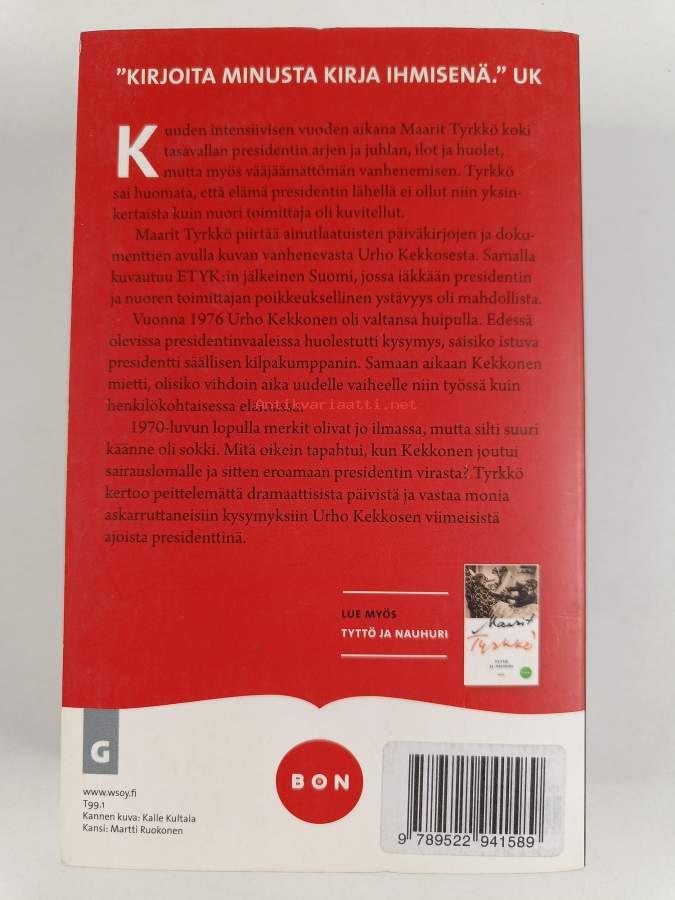 ”KIRJOITA MINUSTA KIRJA IHMISENÄ.” UK
Kuuden intensiivisen vuoden aikana Maarit Tyrkkö koki
tasavallan presidentin arjen ja juhlan, ilot ja huolet,
mutta myös vääjäämättömän vanhenemisen. Tyrkkö
sai huomata, että elämä presidentin lähellä ei ollut niin yksin-
kertaista kuin nuori toimittaja oli kuvitellut.
Maarit Tyrkkö piirtää ainutlaatuisten päiväkirjojen ja doku-
menttien avulla kuvan vanhenevasta Urho Kekkosesta. Samalla
kuvautuu ETYK:in jälkeinen Suomi, jossa iäkkään presidentin
ja nuoren toimittajan poikkeuksellinen ystävyys oli mahdollista.
Vuonna 1976 Urho Kekkonen oli valtansa huipulla. Edessä
olevissa presidentinvaaleissa huolestutti kysymys, saisiko istuva
presidentti säällisen kilpakumppanin. Samaan aikaan Kekkonen
mietti, olisiko vihdoin aika uudelle vaiheelle niin työssä kuin
henkilökohtaisessa elämässä.
Antikvariaatti.net
1970-luvun lopulla merkit olivat jo ilmassa, mutta silti suuri
käänne oli sokki. Mitä oikein tapahtui, kun Kekkonen joutui
sairauslomalle ja sitten eroamaan presidentin virasta? Tyrkkö
kertoo peittelemättä dramaattisista päivistä ja vastaa monia
askarruttaneisiin kysymyksiin Urho Kekkosen viimeisistä
ajoista presidenttinä.
LUE MYÖS
TYTTÖ JA NAUHURI
Maarit
Tyrkkö
TYTTÖ
JA NAUHURI
G
BON
www.wsoy.fi
T99.1
Kannen kuva: Kalle Kultala
Kansi: Martti Ruokonen
9 789522 941589